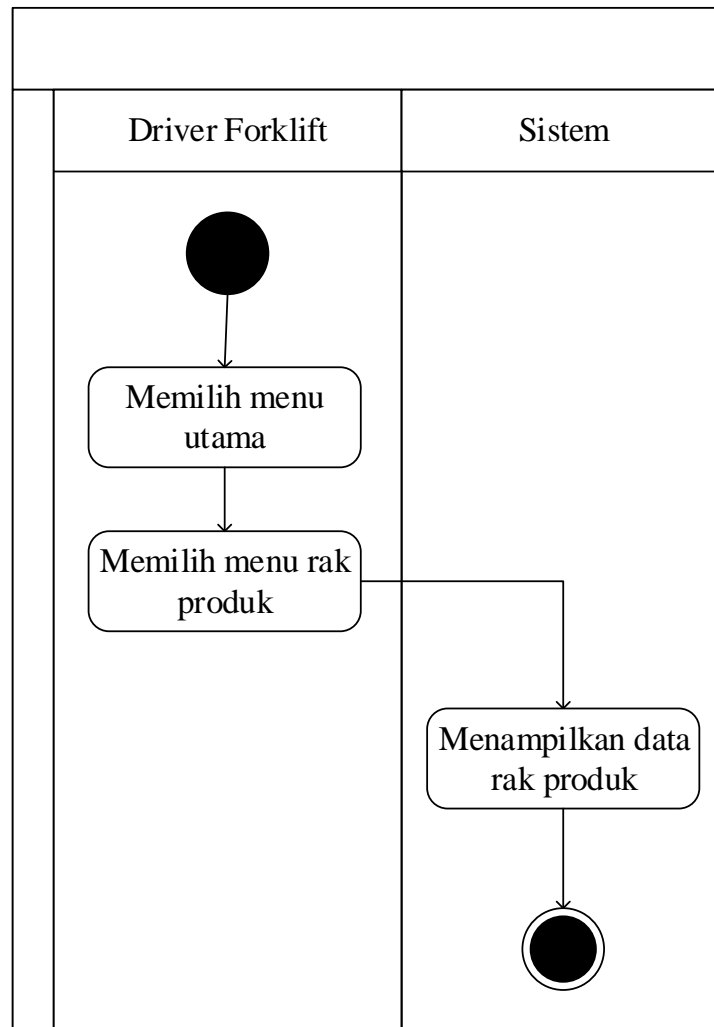 Driver Forklift
Sistem
Memilih menu
utama
Memilih menu rak
produk
Menampilkan data
rak produk